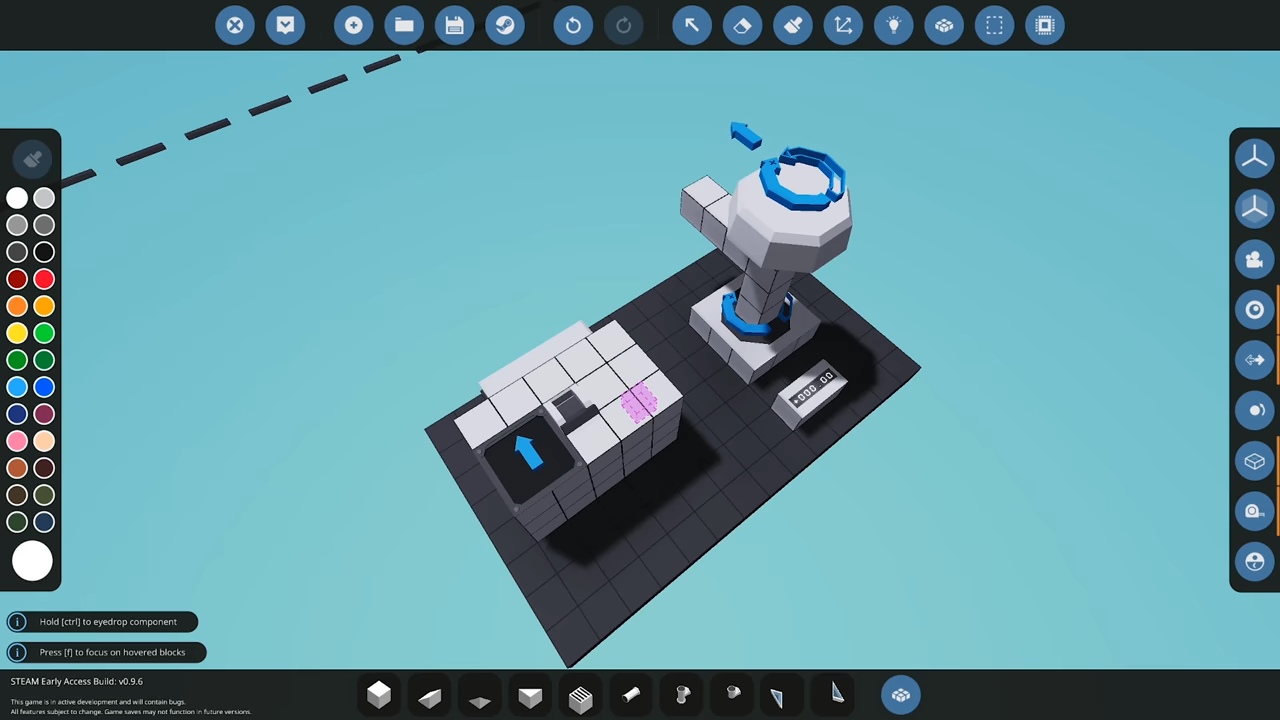 +000.00
Hold [ctrl] to eyedrop component
Press [f] to focus on hovered blocks
STEAM Early Access Build: v0.9.6
This game is in active development and will contain bugs.
All features subject to change. Game saves may not function in future versions.